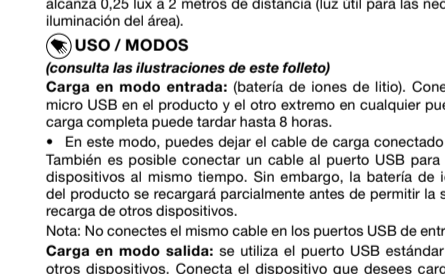 alcanza 0,25 lux a 2 metros de distancia (luz útil para las nec
iluminación del área).
USO / MODOS
(consulta las ilustraciones de este folleto)
Carga en modo entrada: (batería de iones de litio). Cone
micro USB en el producto y el otro extremo en cualquier pue
carga completa puede tardar hasta 8 horas.
• En este modo, puedes dejar el cable de carga conectado
También es posible conectar un cable al puerto USB para
dispositivos al mismo tiempo. Sin embargo, la batería de i
del producto se recargará parcialmente antes de permitir la s
recarga de otros dispositivos.
Nota: No conectes el mismo cable en los puertos USB de entr
Carga en modo salida: se utiliza el puerto USB estándar
otros dispositivos. Conecta el dispositivo que desees carg